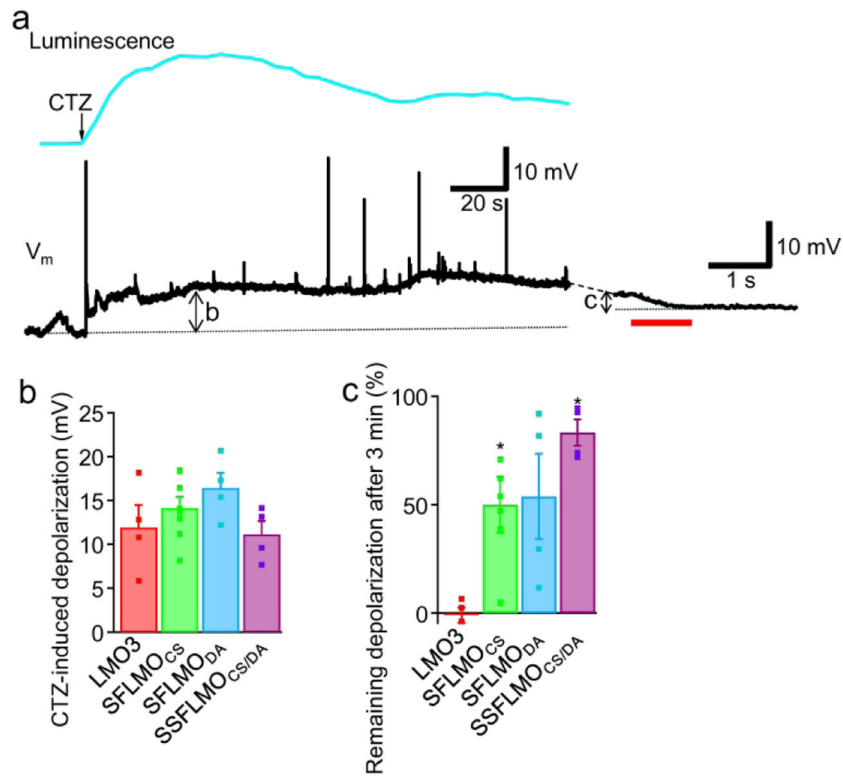 a
Luminescence
CTZ
10 mV
20 s
Vm
b
10 mV
1 s
c
b
CTZ-induced depolarization (mV)
25
20
15
10
5
0
LMO3
SFLMOCS
SFLMODA
SSFLMOCS/DA
c
Remaining depolarization after 3 min (%)
100
50
0
*
*
LMO3
SFLMOCS
SFLMODA
SSFLMOCS/DA